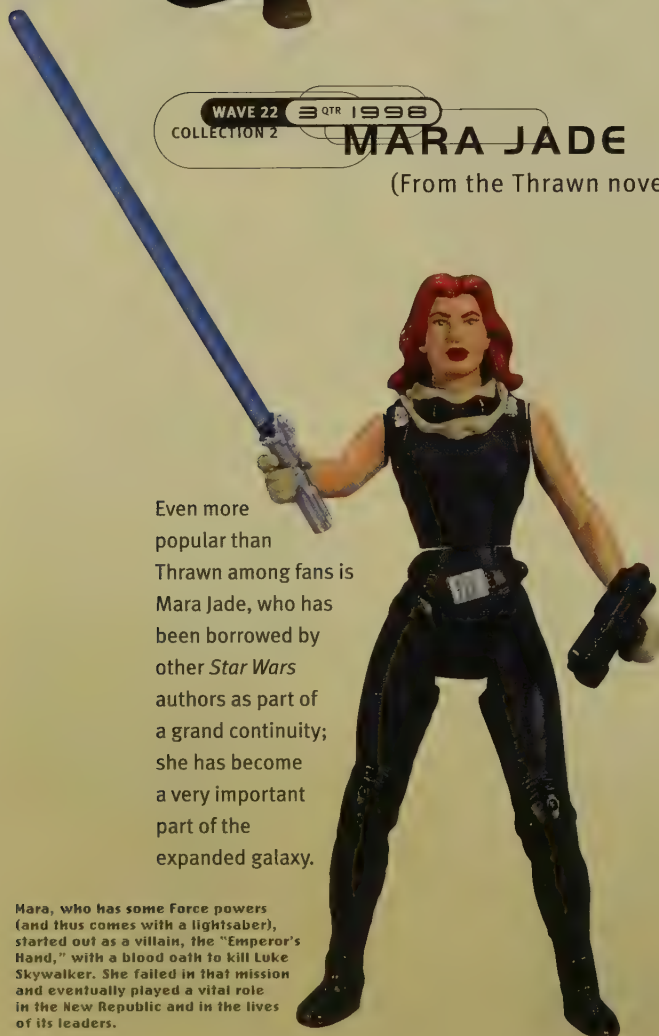 WAVE 22 3 QTR 1998
COLLECTION 2
MARA JADE
(From the Thrawn nove
Even more
popular than
Thrawn among fans is
Mara Jade, who has
been borrowed by
other Star Wars
authors as part of
a grand continuity;
she has become
a very important
part of the
expanded galaxy.
Mara, who has some Force powers
(and thus comes with a lightsaber),
started out as a villain, the "Emperor's
Hand," with a blood oath to kill Luke
Skywalker. She failed in that mission
and eventually played a vital role
in the New Republic and in the lives
of its leaders.